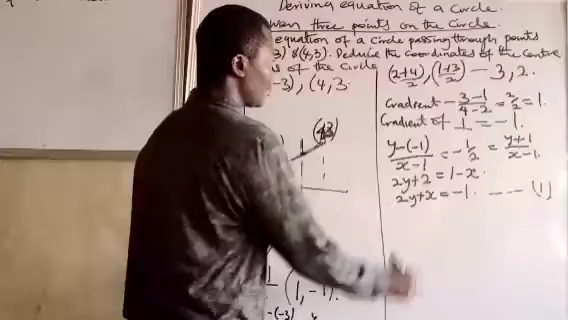 Deriving equation of a Circle.
three points on the Circle.
equation of a Circle passing through points
3) & (4,3). Deduce the coordinates of the Centre
of the Circle
-3), (4,3
(4,3)
(1, -1).
-(-3)
(2+4)/2), (1+3)/2) - 3, 2.
Gradient - 3-1/4-2 = 2/2 = 1.
Gradient of ⊥ = -1.
y-(-1)/x-1 = -1/2 = y+1/x-1.
2y+2 = 1-x.
2y+x = -1. --- (1)